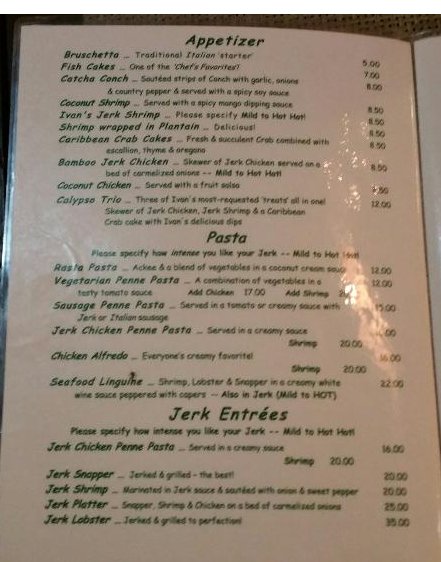 Appetizer
Bruschetta ... Traditional Italian 'starter' 5.00
Fish Cakes ... One of the 'Chef's Favorites'! 7.00
Catcha Conch ... Sautéed strips of Conch with garlic, onions 8.00
& country pepper & served with a spicy soy sauce
Coconut Shrimp ... Served with a spicy mango dipping sauce 8.50
Ivan's Jerk Shrimp ... Please specify Mild to Hot Hot! 8.50
Shrimp wrapped in Plantain ... Delicious! 8.50
Caribbean Crab Cakes ... Fresh & succulent Crab combined with 8.50
escallion, thyme & oregano
Bamboo Jerk Chicken ... Skewer of Jerk Chicken served on a 8.50
bed of carmelized onions -- Mild to Hot Hot!
Coconut Chicken ... Served with a fruit salsa .50
Calypso Trio ... Three of Ivan's most-requested 'treats' all in one! 12.00
Skewer of Jerk Chicken, Jerk Shrimp & a Caribbean
Crab cake with Ivan's delicious dips
Pasta
Please specify how intense you like your Jerk -- Mild to Hot Hot!
Rasta Pasta ... Ackee & a blend of vegetables in a coconut cream sauce 12.00
Vegetarian Penne Pasta ... A combination of vegetables in a 12.00
tasty tomato sauce Add Chicken 17.00 Add Shrimp
Sausage Penne Pasta ... Served in a tomato or creamy sauce with 15.00
Jerk or Italian sausage
Jerk Chicken Penne Pasta ... Served in a creamy sauce
Shrimp 20.00
Chicken Alfredo ... Everyone's creamy favorite! 16.00
Shrimp 20.00
Seafood Linguine ... Shrimp, Lobster & Snapper in a creamy white 22.00
wine sauce peppered with capers -- Also in Jerk (Mild to HOT)
Jerk Entrées
Please specify how intense you like your Jerk -- Mild to Hot Hot!
Jerk Chicken Penne Pasta ... Served in a creamy sauce 16.00
Shrimp 20.00
Jerk Snapper ... Jerked & grilled - the best! 20.00
Jerk Shrimp ... Marinated in Jerk sauce & sautéed with onion & sweet pepper 20.00
Jerk Platter ... Snapper, Shrimp & Chicken on a bed of carmelized onions 25.00
Jerk Lobster ... Jerked & grilled to perfection! 35.00